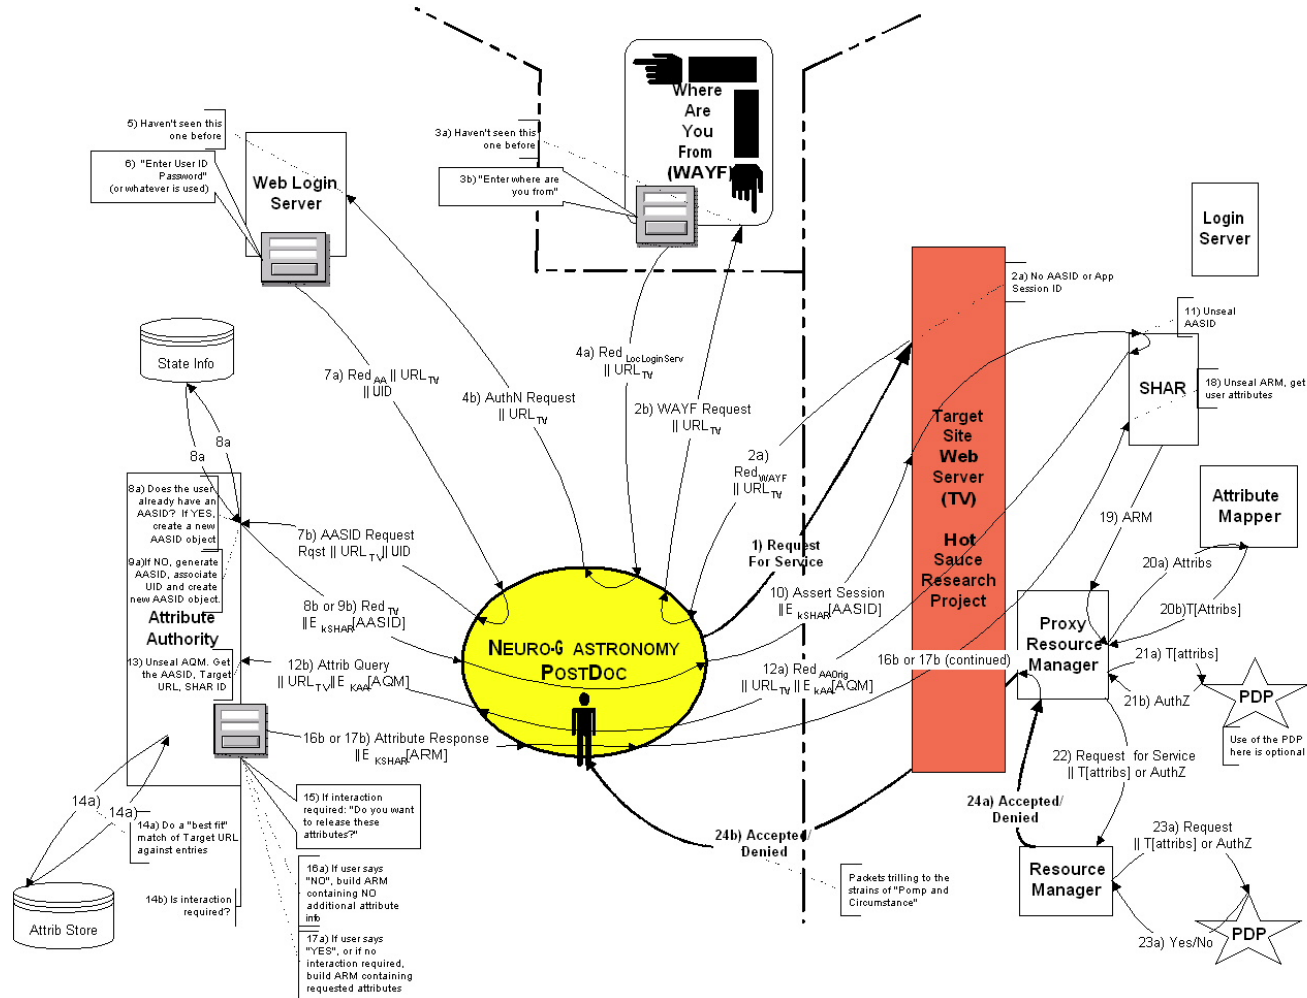 Where
Are
You
From
(WAYF)
5) Haven't seen this
one before
6) "Enter User ID
Password"
(or whatever is used)
Web Login
Server
3a) Haven't seen this
one before
3b) "Enter where are
you from"
Login
Server
2a) No AASID or App
Session ID
11) Unseal
AASID
SHAR
18) Unseal ARM, get
user attributes
State Info
7a) Red AA || URL TV
|| UID
4b) AuthN Request
|| URL TV
4a) Red LocLoginServ
|| URL TV
2b) WAYF Request
|| URL TV
2a)
Red WAYF
|| URL TV
Target
Site
Web
Server
(TV)
Hot
Sauce
Research
Project
8a
8a
8a) Does the user
already have an
AASID? If YES,
create a new
AASID object
9a)If NO, generate
AASID, associate
UID and create
new AASID object.
Attribute
Authority
13) Unseal AQM. Get
the AASID, Target
URL, SHAR ID
7b) AASID Request
Rqst || URL TV || UID
8b or 9b) Red TV
||E kSHAR [AASID]
12b) Attrib Query
|| URL TV ||E KAA [AQM]
16b or 17b) Attribute Response
||E KSHAR [ARM]
NEURO-G ASTRONOMY
POSTDOC
1) Request
For Service
10) Assert Session
||E kSHAR [AASID]
12a) Red AAOrig
|| URL TV || E kAA [AQM]
16b or 17b (continued)
19) ARM
Attribute
Mapper
20a) Attribs
20b)T[Attribs]
Proxy
Resource
Manager
21a) T[attribs]
21b) AuthZ
PDP
Use of the PDP
here is optional
22) Request for Service
|| T[attribs] or AuthZ
24a) Accepted/
Denied
23a) Request
|| T[attribs] or AuthZ
Resource
Manager
23a) Yes/No
PDP
24b) Accepted/
Denied
Packets trilling to the
strains of "Pomp and
Circumstance"
14a)
14a)
14a) Do a "best fit"
match of Target URL
against entries
14b) Is interaction
required?
Attrib Store
15) If interaction
required: "Do you want
to release these
attributes?"
16a) If user says
"NO", build ARM
containing NO
additional attribute
info
17a) If user says
"YES", or if no
interaction required,
build ARM containing
requested attributes